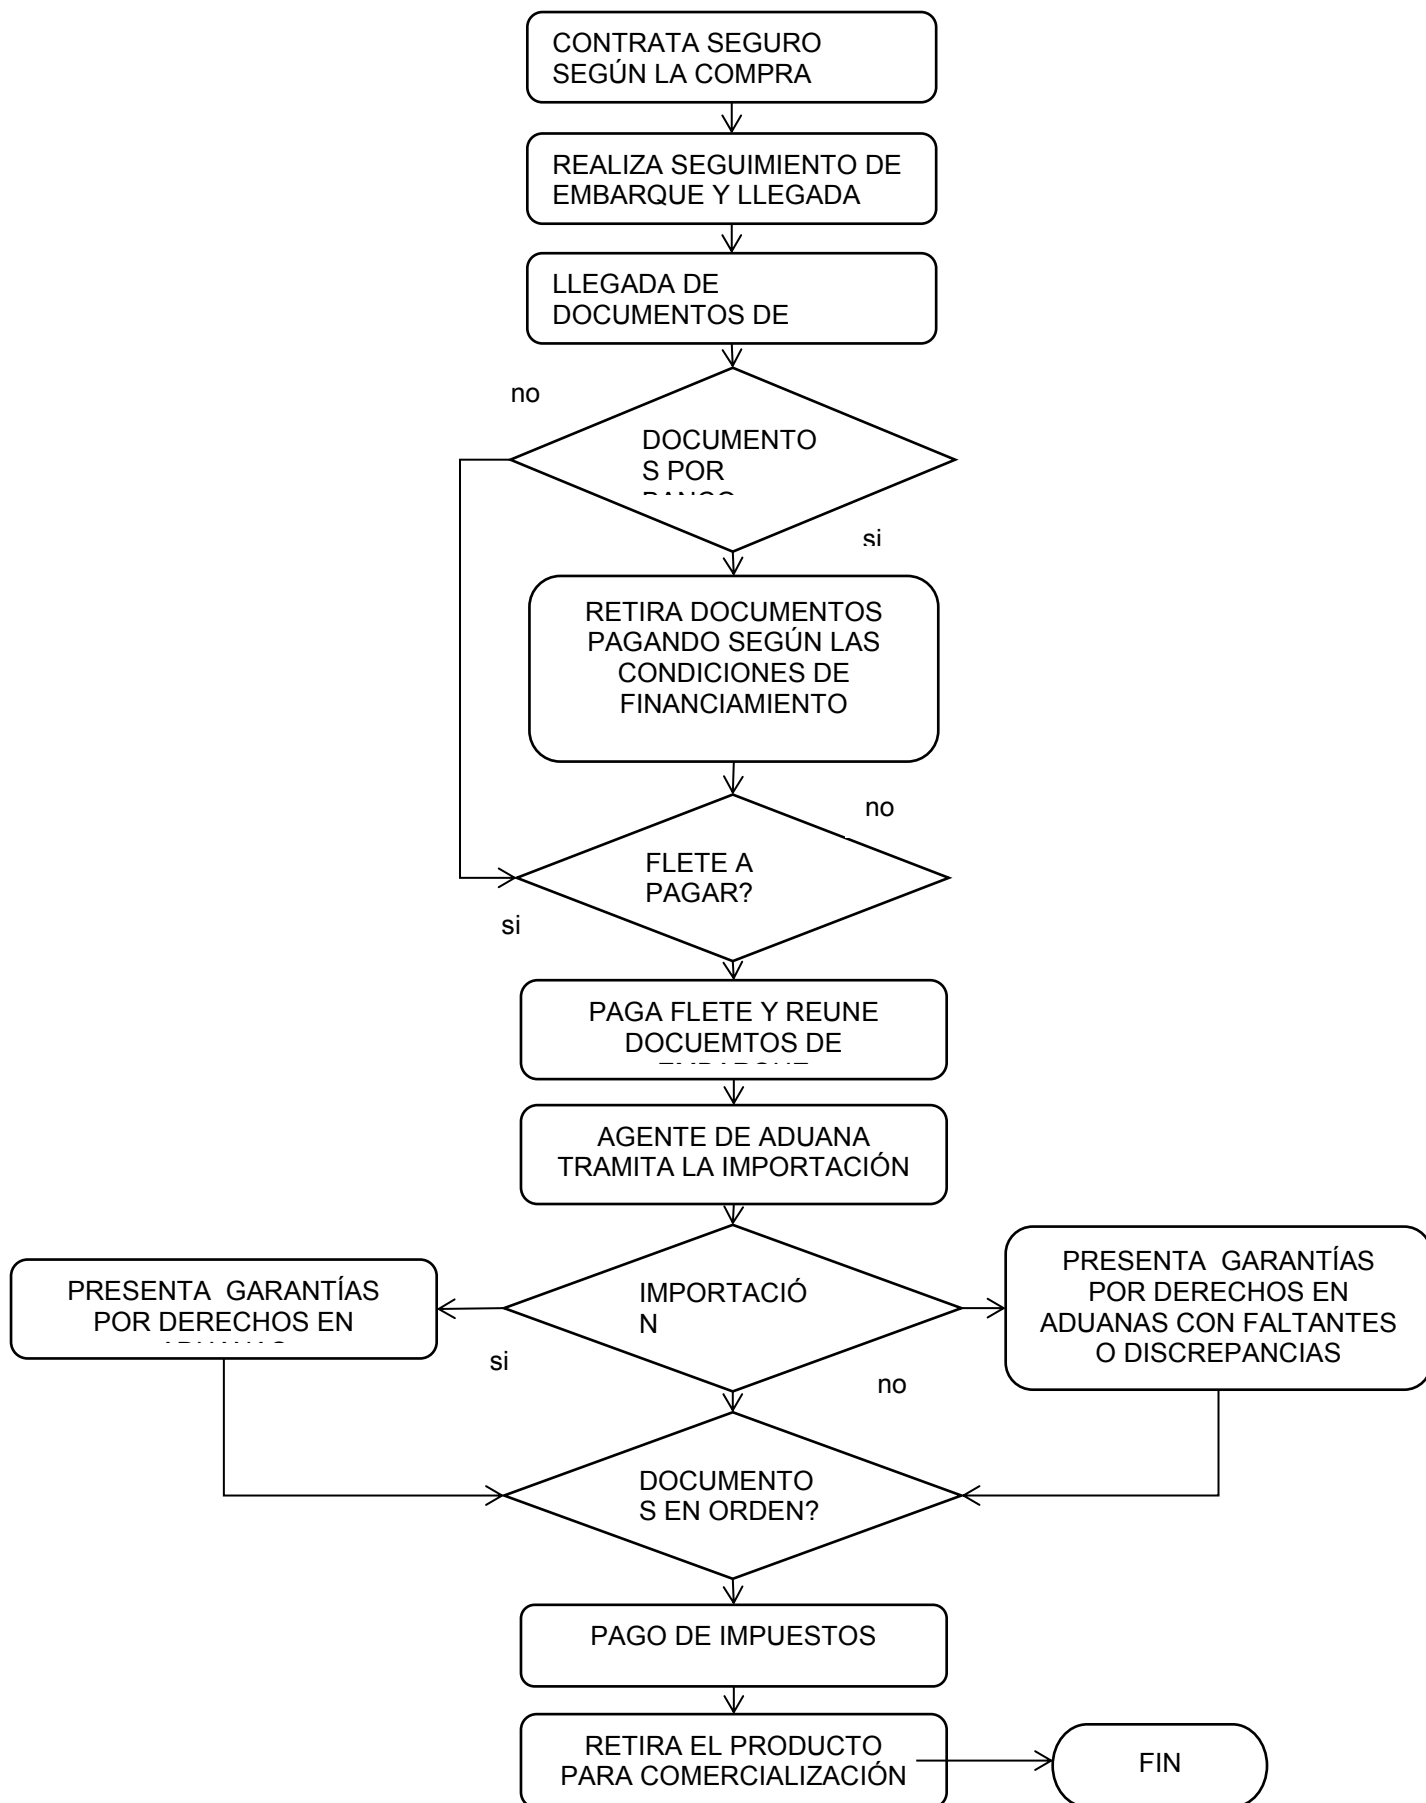 CONTRATA SEGURO
SEGÚN LA COMPRA
REALIZA SEGUIMIENTO DE
EMBARQUE Y LLEGADA
LLEGADA DE
DOCUMENTOS DE
no
DOCUMENTO
S POR
si
RETIRA DOCUMENTOS
PAGANDO SEGÚN LAS
CONDICIONES DE
FINANCIAMIENTO
no
FLETE A
PAGAR?
si
PAGA FLETE Y REUNE
DOCUEMTOS DE
AGENTE DE ADUANA
TRAMITA LA IMPORTACIÓN
PRESENTA GARANTÍAS
POR DERECHOS EN
IMPORTACIÓ
N
PRESENTA GARANTÍAS
POR DERECHOS EN
ADUANAS CON FALTANTES
O DISCREPANCIAS
si
no
DOCUMENTO
S EN ORDEN?
PAGO DE IMPUESTOS
RETIRA EL PRODUCTO
PARA COMERCIALIZACIÓN
FIN